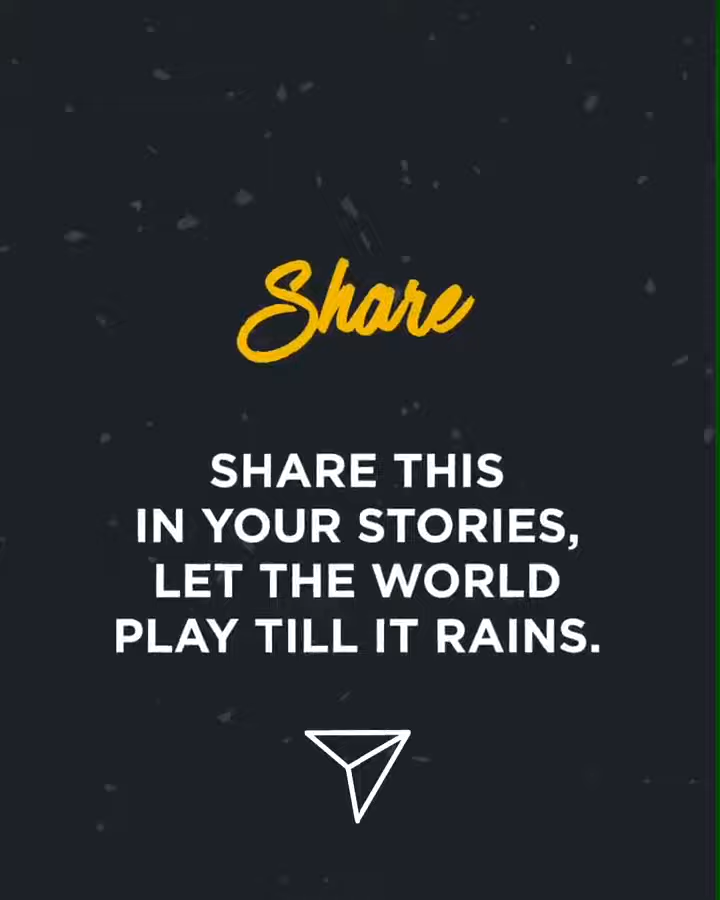 Share
SHARE THIS
IN YOUR STORIES,
LET THE WORLD
PLAY TILL IT RAINS.